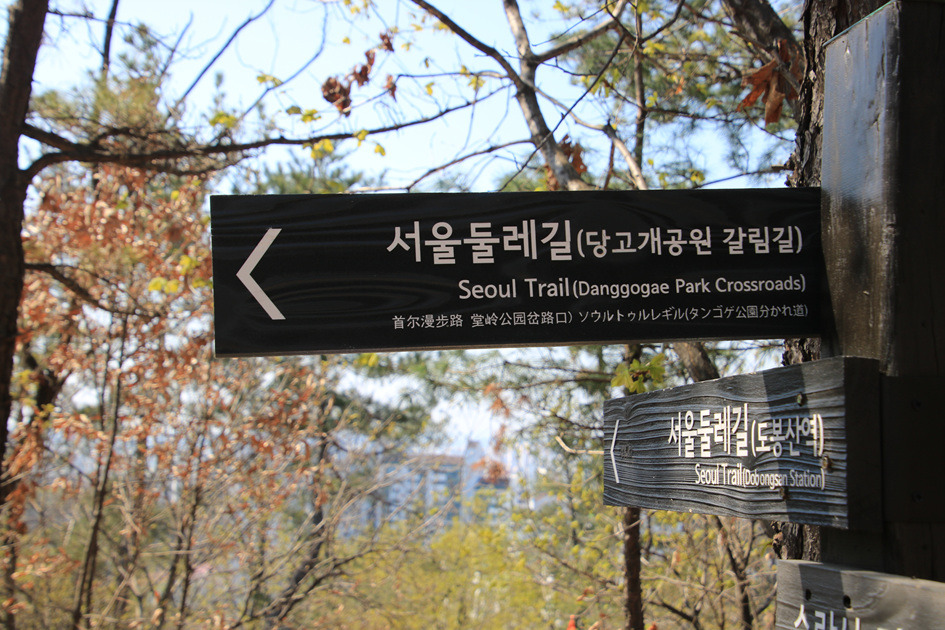 서울둘레길(당고개공원 갈림길)
Seoul Trail(Danggogae Park Crossroads)
首尔漫步路 堂岭公园岔路口) ソウルトゥルレギル(タンゴゲ公園分かれ道)
서울둘레길(도봉산역)
Seoul Trail(Dobongsan Station)